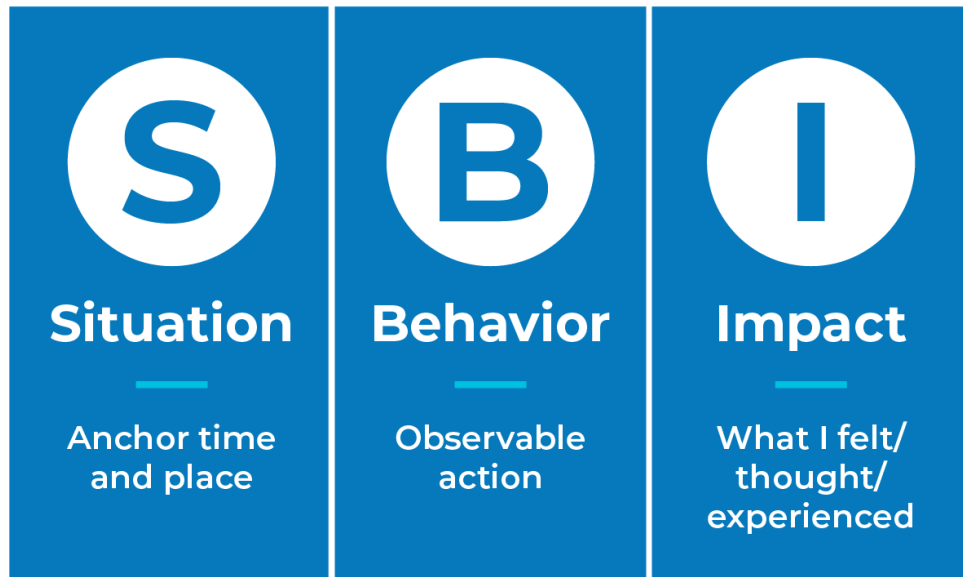 S
Situation
Anchor time
and place
B
Behavior
Observable
action
I
Impact
What I felt/
thought/
experienced